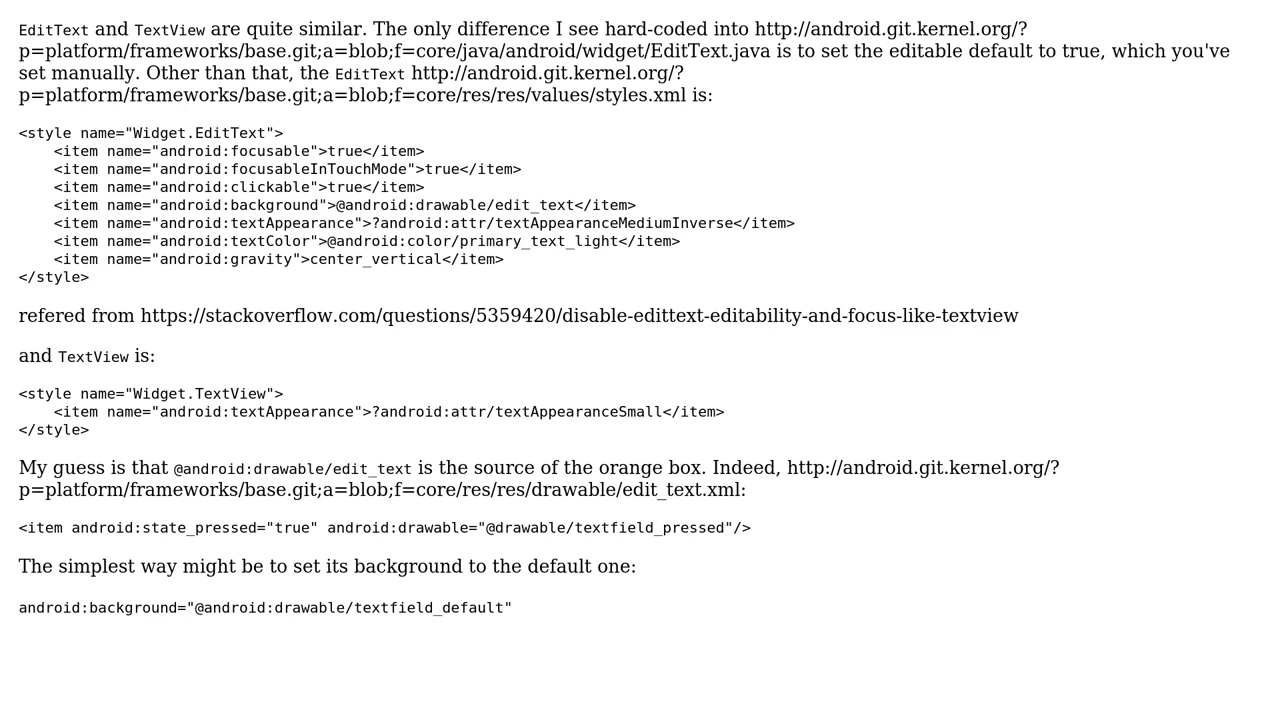 EditText and TextView are quite similar. The only difference I see hard-coded into http://android.git.kernel.org/?
p=platform/frameworks/base.git;a=blob;f=core/java/android/widget/EditText.java is to set the editable default to true, which you've
set manually. Other than that, the EditText http://android.git.kernel.org/?
p=platform/frameworks/base.git;a=blob;f=core/res/res/values/styles.xml is:
<style name="Widget.EditText">
    <item name="android:focusable">true</item>
    <item name="android:focusableInTouchMode">true</item>
    <item name="android:clickable">true</item>
    <item name="android:background">@android:drawable/edit_text</item>
    <item name="android:textAppearance">?android:attr/textAppearanceMediumInverse</item>
    <item name="android:textColor">@android:color/primary_text_light</item>
    <item name="android:gravity">center_vertical</item>
</style>
refered from https://stackoverflow.com/questions/5359420/disable-edittext-editability-and-focus-like-textview
and TextView is:
<style name="Widget.TextView">
    <item name="android:textAppearance">?android:attr/textAppearanceSmall</item>
</style>
My guess is that @android:drawable/edit_text is the source of the orange box. Indeed, http://android.git.kernel.org/?
p=platform/frameworks/base.git;a=blob;f=core/res/res/drawable/edit_text.xml:
<item android:state_pressed="true" android:drawable="@drawable/textfield_pressed"/>
The simplest way might be to set its background to the default one:
android:background="@android:drawable/textfield_default"